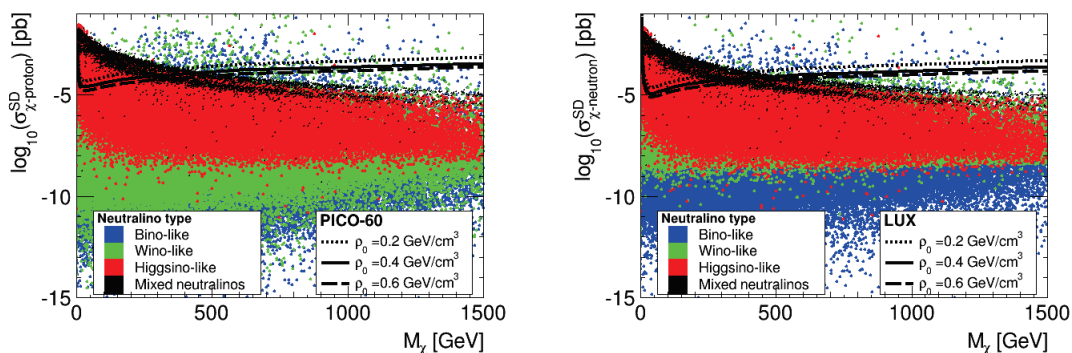 log10(σ^SD_χ-proton) [pb]
-5
-10
-15
0
500
1000
1500
Mχ [GeV]
Neutralino type
Bino-like
Wino-like
Higgsino-like
Mixed neutralinos
PICO-60
ρ0 =0.2 GeV/cm3
ρ0 =0.4 GeV/cm3
ρ0 =0.6 GeV/cm3
log10(σ^SD_χ-neutron) [pb]
-5
-10
-15
0
500
1000
1500
Mχ [GeV]
Neutralino type
Bino-like
Wino-like
Higgsino-like
Mixed neutralinos
LUX
ρ0 =0.2 GeV/cm3
ρ0 =0.4 GeV/cm3
ρ0 =0.6 GeV/cm3